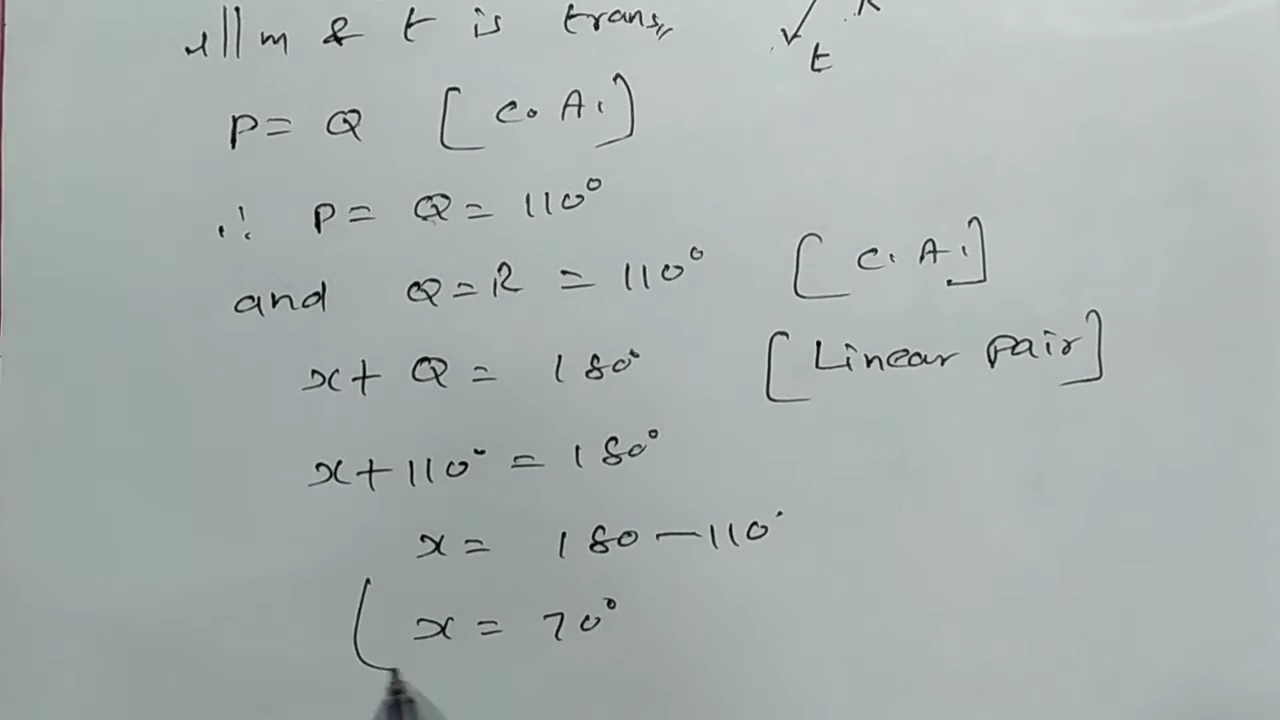 l||m & t is trans,,
t
P = Q [C. A.]
∴ P = Q = 110°
and Q = R = 110° [C. A.]
x + Q = 180° [Linear pair]
x + 110° = 180°
x = 180 - 110°
x = 70°